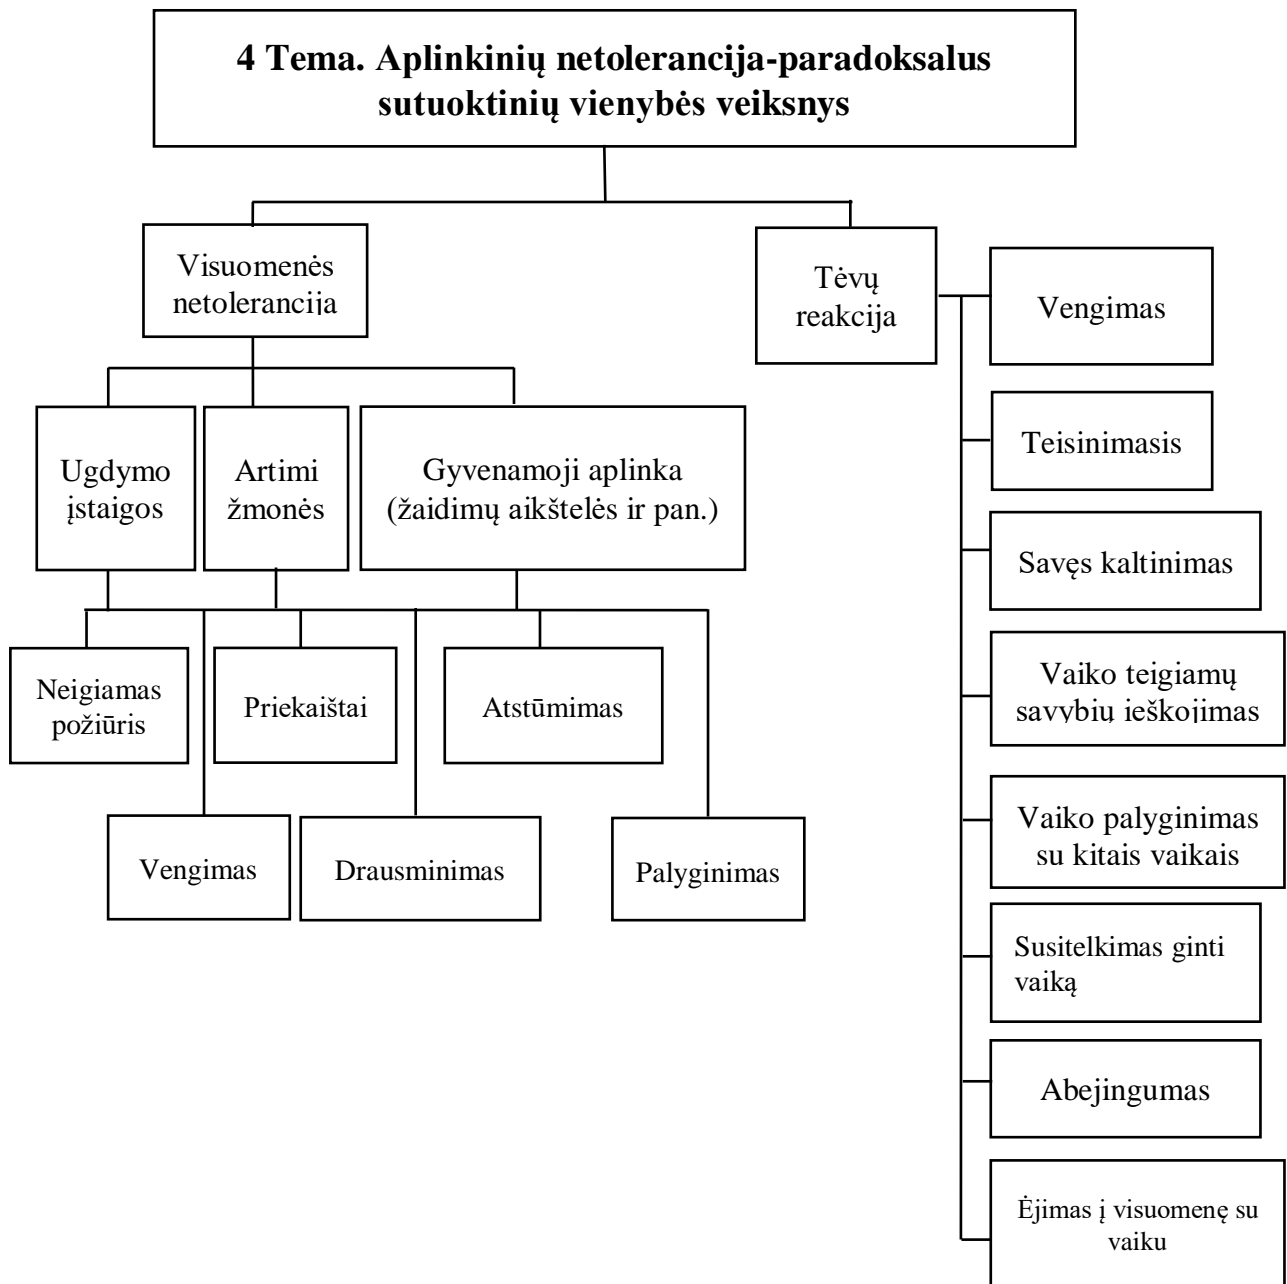 4 Tema. Aplinkinių netolerancija-paradoksalus
sutuoktinių vienybės veiksnys
Visuomenės
netolerancija
Tėvų
reakcija
Ugdymo
įstaigos
Artimi
žmonės
Gyvenamoji aplinka
(žaidimų aikštelės ir pan.)
Neigiamas
požiūris
Priekaištai
Atstūmimas
Vengimas
Drausminimas
Palyginimas
Vengimas
Teisinimasis
Savęs kaltinimas
Vaiko teigiamų
savybių ieškojimas
Vaiko palyginimas
su kitais vaikais
Susitelkimas ginti
vaiką
Abejingumas
Ėjimas į visuomenę su
vaiku